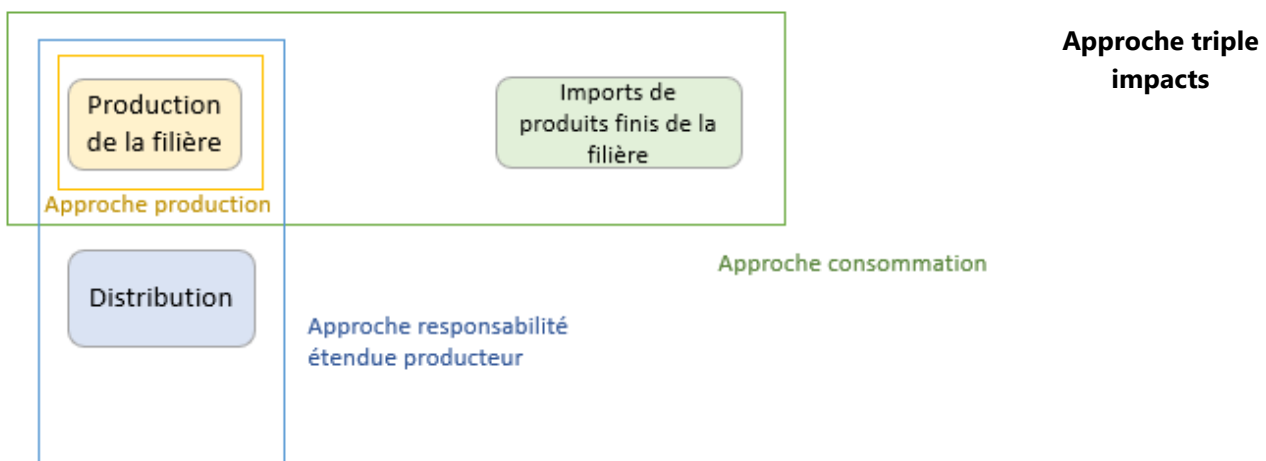 Approche triple
impacts
Production
de la filière
Imports de
produits finis de la
filière
Approche production
Approche consommation
Distribution
Approche responsabilité
étendue producteur